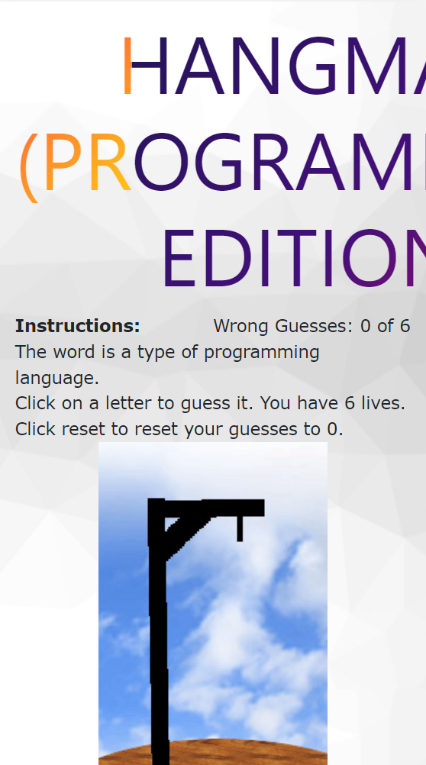 HANGMA
(PROGRAM
EDITION
Instructions: Wrong Guesses: 0 of 6
The word is a type of programming
language.
Click on a letter to guess it. You have 6 lives.
Click reset to reset your guesses to 0.